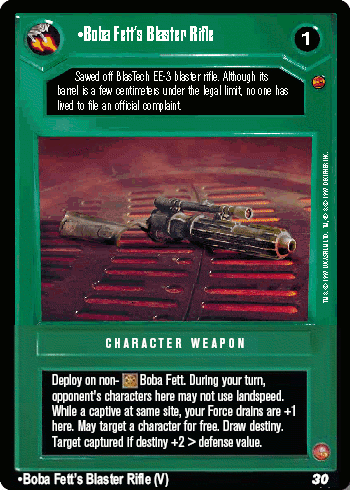 •Boba Fett's Blaster Rifle
1
Sawed off BlasTech EE-3 blaster rifle. Although its
barrel is a few centimeters under the legal limit, no one has
lived to file an official complaint.
CHARACTER WEAPON
Deploy on non- Boba Fett. During your turn,
opponent's characters here may not use landspeed.
While a captive at same site, your Force drains are +1
here. May target a character for free. Draw destiny.
Target captured if destiny +2 > defense value.
•Boba Fett's Blaster Rifle (V)
30